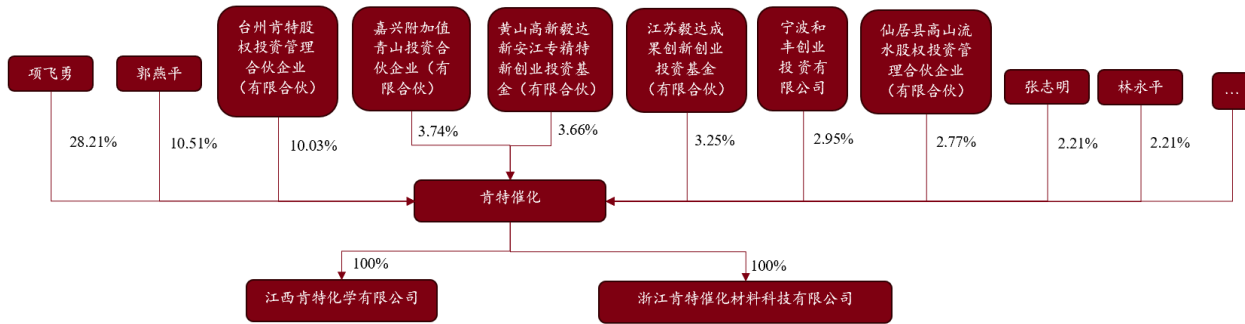 项飞勇
郭燕平
台州肯特股
权投资管理
合伙企业
（有限合伙）
嘉兴附加值
青山投资合
伙企业（有
限合伙）
黄山高新毅达
新安江专精特
新创业投资基
金（有限合伙）
江苏毅达成
果创新创业
投资基金
（有限合伙）
宁波和
丰创业
投资有
限公司
仙居县高山流
水股权投资管
理合伙企业
（有限合伙）
张志明
林永平
...
28.21%
10.51%
10.03%
3.74%
3.66%
3.25%
2.95%
2.77%
2.21%
2.21%
肯特催化
100%
100%
江西肯特化学有限公司
浙江肯特催化材料科技有限公司